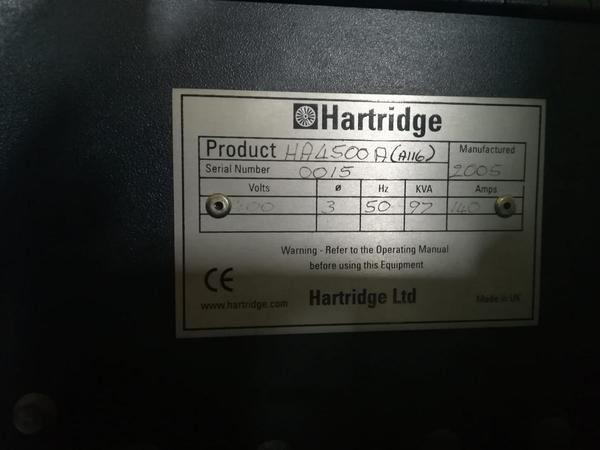 Hartridge
Product HA4500A (A116) Manufactured
Serial Number 0015 2005
Volts ø Hz KVA Amps
3 50 97 140
Warning - Refer to the Operating Manual
before using this Equipment
CE
www.hartridge.com Hartridge Ltd Made in UK